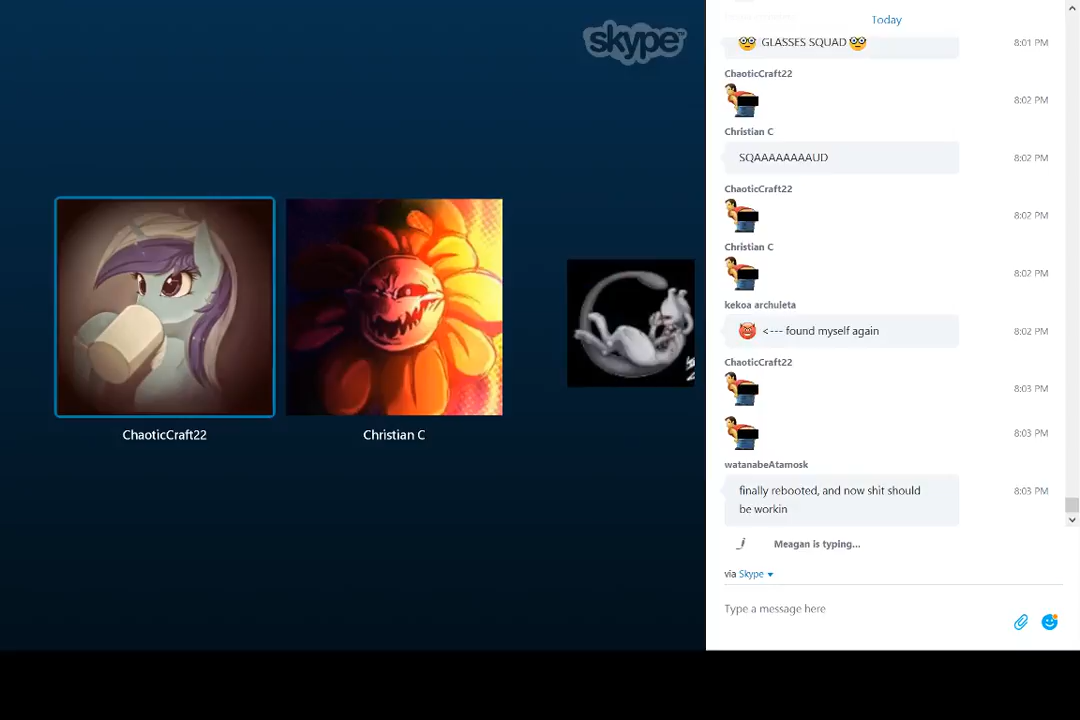 skype
Today
GLASSES SQUAD
8:01 PM
ChaoticCraft22
8:02 PM
Christian C
SQAAAAAAAAUD
8:02 PM
ChaoticCraft22
8:02 PM
Christian C
8:02 PM
kekoa archuleta
<--- found myself again
8:02 PM
ChaoticCraft22
8:03 PM
8:03 PM
watanabeAtamosk
finally rebooted, and now shit should
be workin
8:03 PM
Meagan is typing...
via Skype
Type a message here
ChaoticCraft22
Christian C